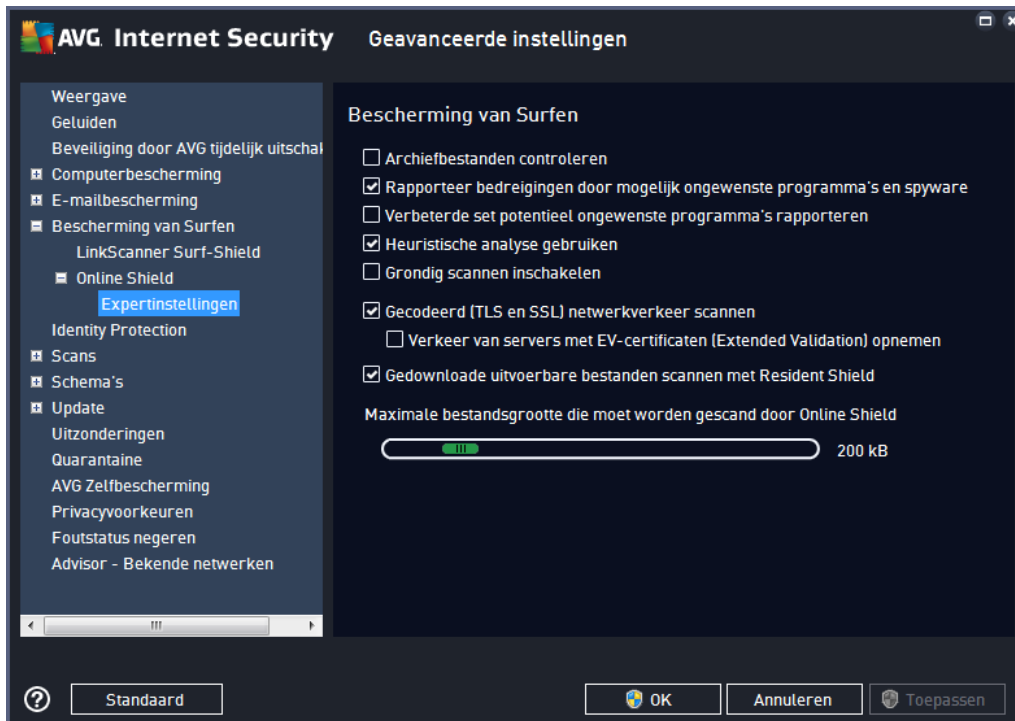 AVG Internet Security Geavanceerde instellingen
Weergave
Geluiden
Beveiliging door AVG tijdelijk uitschak
Computerbescherming
E-mailbescherming
Bescherming van Surfen
LinkScanner Surf-Shield
Online Shield
Expertinstellingen
Identity Protection
Scans
Schema's
Update
Uitzonderingen
Quarantaine
AVG Zelfbescherming
Privacyvoorkeuren
Foutstatus negeren
Advisor - Bekende netwerken
Bescherming van Surfen
Archiefbestanden controleren
Rapporteer bedreigingen door mogelijk ongewenste programma's en spyware
Verbeterde set potentieel ongewenste programma's rapporteren
Heuristische analyse gebruiken
Grondig scannen inschakelen
Gecodeerd (TLS en SSL) netwerkverkeer scannen
Verkeer van servers met EV-certificaten (Extended Validation) opnemen
Gedownloade uitvoerbare bestanden scannen met Resident Shield
Maximale bestandsgrootte die moet worden gescand door Online Shield
200 kB
? Standaard OK Annuleren Toepassen